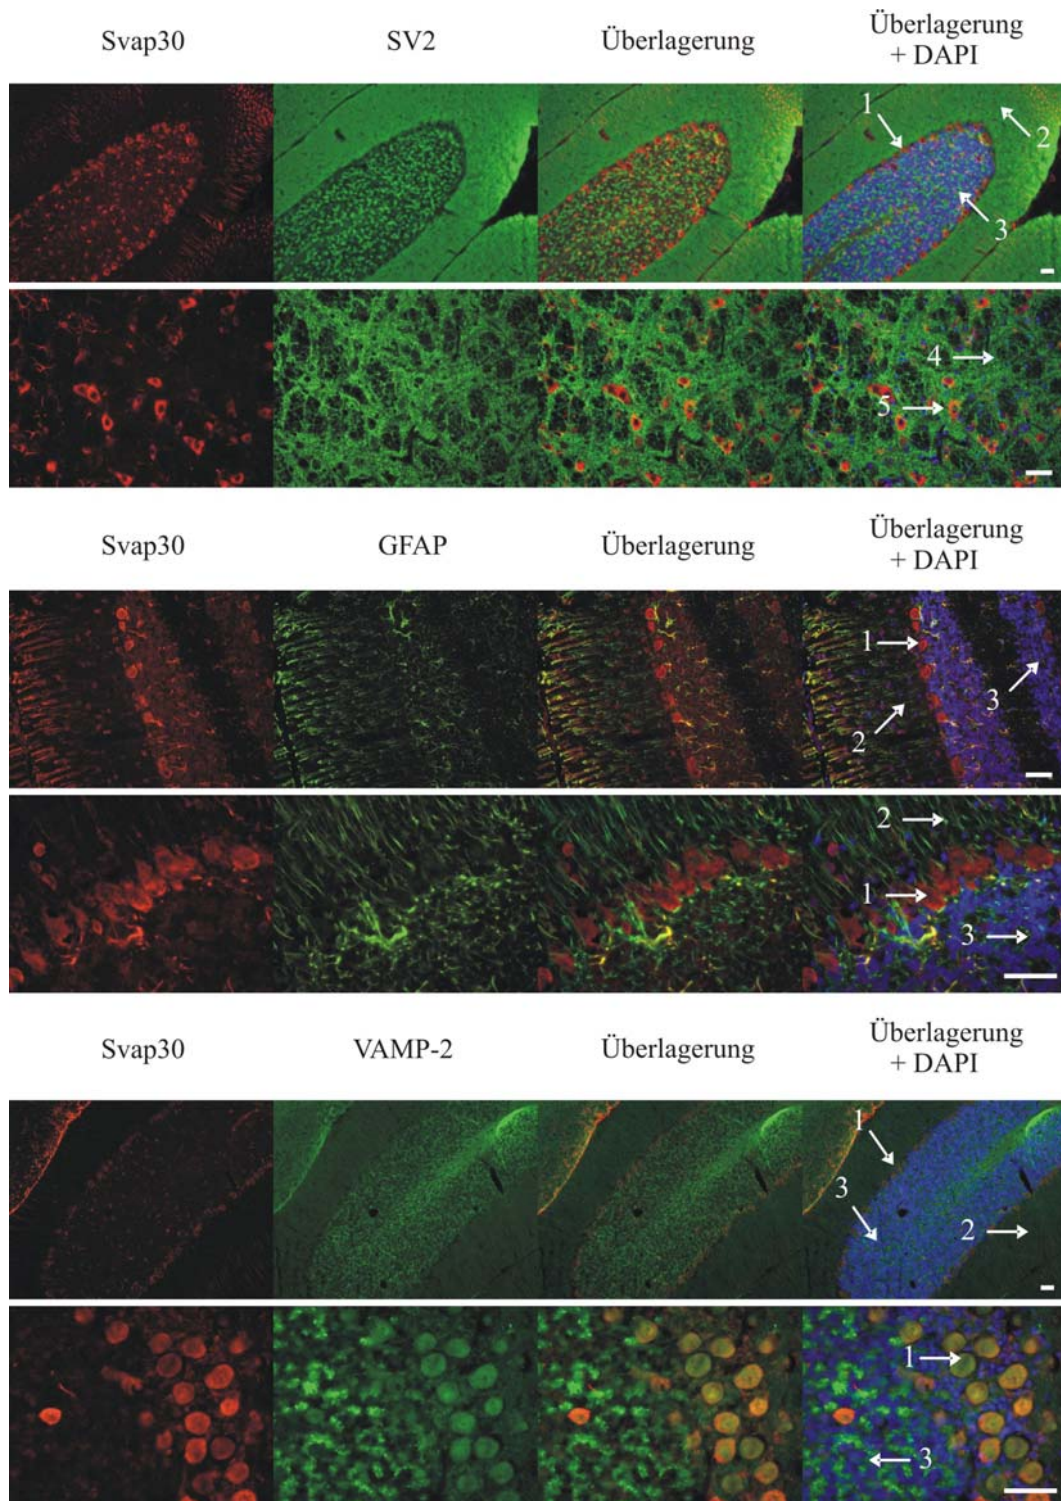 Svap30 SV2 Überlagerung Überlagerung
+ DAPI
1
2
3
4
5
Svap30 GFAP Überlagerung Überlagerung
+ DAPI
1
3
2
2
1
3
Svap30 VAMP-2 Überlagerung Überlagerung
+ DAPI
1
3
2
1
3